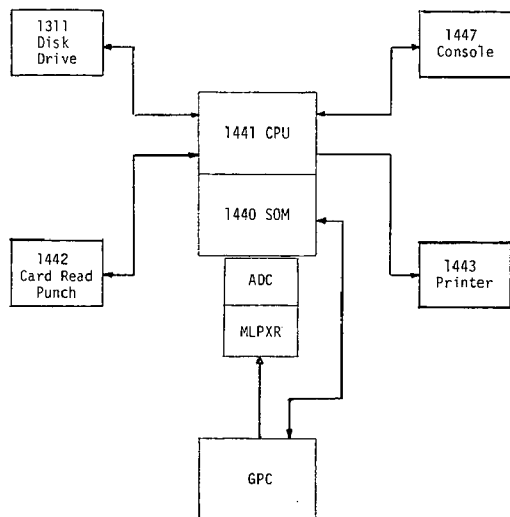 1311
Disk
Drive
1447
Console
1441 CPU
1440 SOM
1442
Card Read
Punch
1443
Printer
ADC
MLPXR
GPC